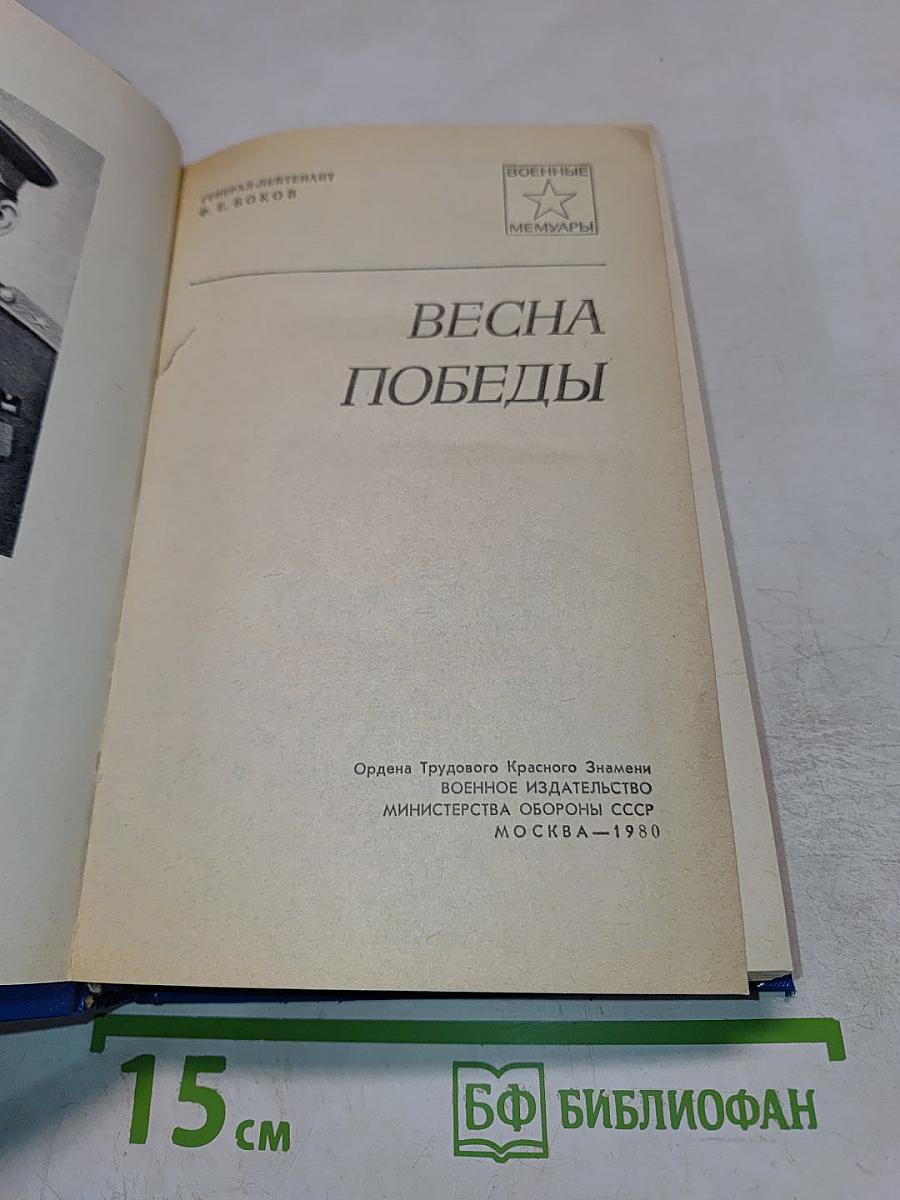 ГЕНЕРАЛ-ЛЕЙТЕНАНТ
Ф. Е. БОКОВ
ВОЕННЫЕ
МЕМУАРЫ
ВЕСНА
ПОБЕДЫ
Ордена Трудового Красного Знамени
ВОЕННОЕ ИЗДАТЕЛЬСТВО
МИНИСТЕРСТВА ОБОРОНЫ СССР
МОСКВА—1980
15 см
БФ БИБЛИОФАН